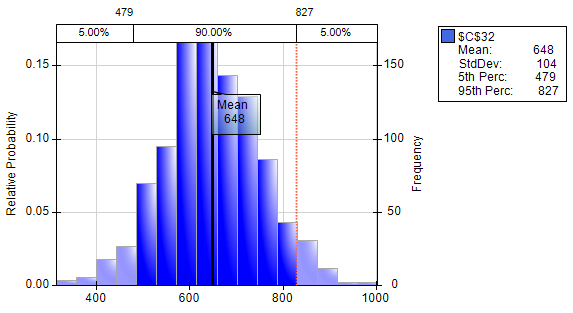 479 827
5.00% 90.00% 5.00%
$C$32
Mean: 648
StdDev: 104
5th Perc: 479
95th Perc: 827
0.15 150
Mean
648
0.10 100
Relative Probability
Frequency
0.05 50
0.00 0
400 600 800 1000